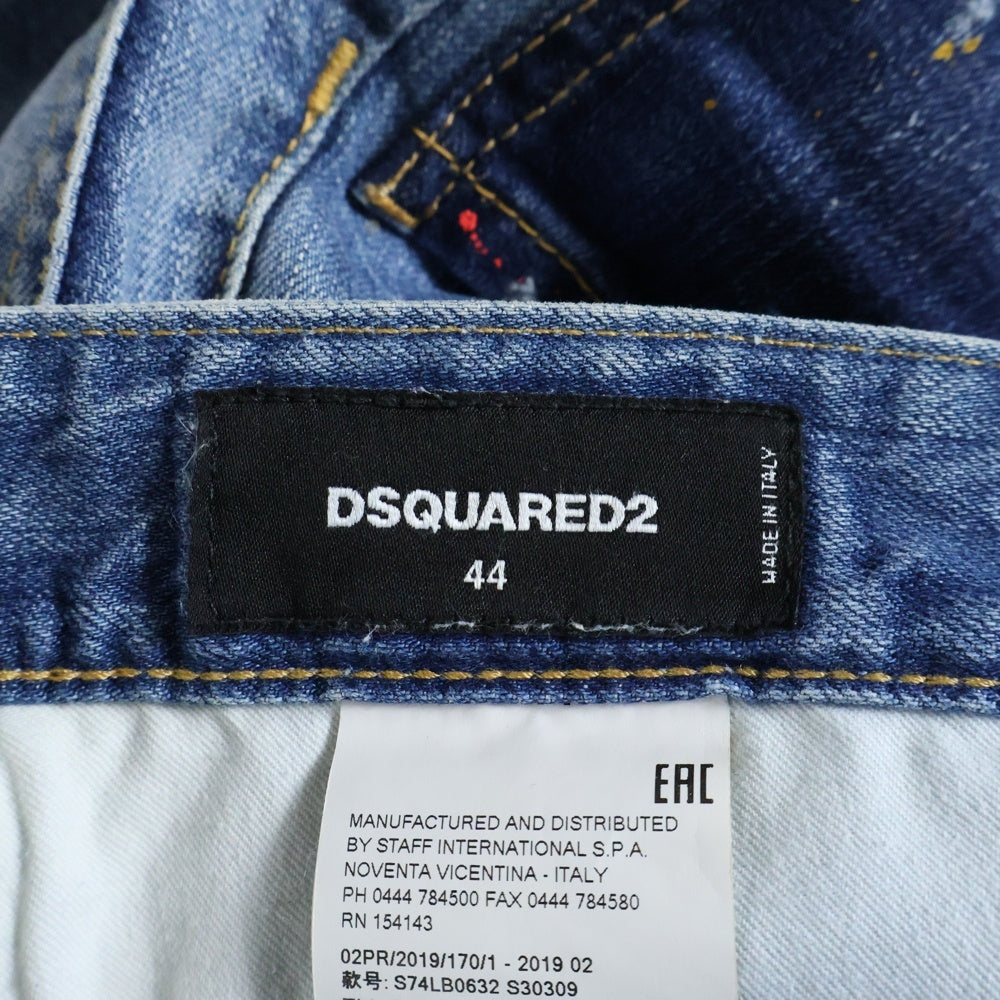 DSQUARED2
44
MADE IN ITALY
EAC
MANUFACTURED AND DISTRIBUTED
BY STAFF INTERNATIONAL S.P.A.
NOVENTA VICENTINA - ITALY
PH 0444 784500 FAX 0444 784580
RN 154143
02PR/2019/170/1 - 2019 02
款号: S74LB0632 S30309